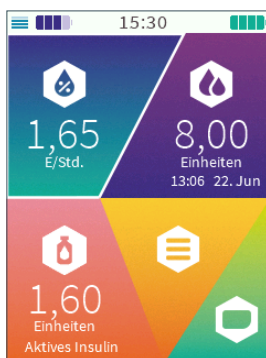 15:30
1,65
E/Std.
8,00
Einheiten
13:06 22. Jun
1,60
Einheiten
Aktives Insulin